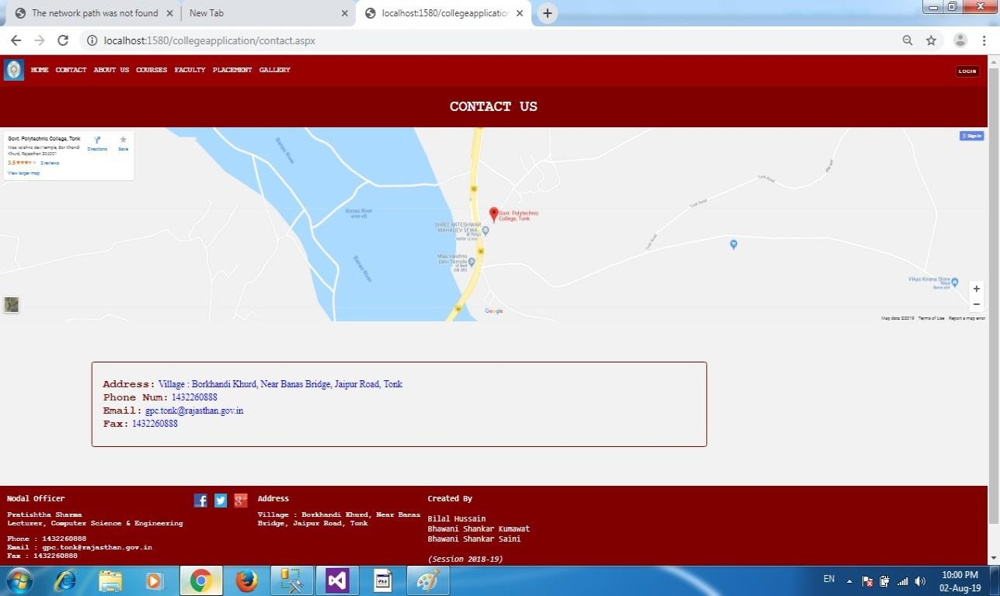 The network path was not found
New Tab
localhost:1580/collegeapplication
localhost:1580/collegeapplication/contact.aspx
HOME CONTACT ABOUT US COURSES FACULTY PLACEMENT GALLERY
LOGIN
CONTACT US
Govt. Polytechnic College, Tonk
Maa vaishno devi temple, Bor Khandi
Khurd, Rajasthan 304001
3.5 2 reviews
View larger map
Directions
Save
Sign in
Banas River
Banas River
बनास नदी
Banas River
Govt. Polytechnic
College, Tonk
SHREE MITESHWAR
MAHADEV SEWA...
Maa Vaishno
Devi Temple
Tonk Road
Tonk Road
Tonk Road
Vikas Kirana Store
Google
Map data ©2019 Terms of Use Report a map error
Address: Village : Borkhandi Khurd, Near Banas Bridge, Jaipur Road, Tonk
Phone Num: 1432260888
Email: gpc.tonk@rajasthan.gov.in
Fax: 1432260888
Nodal Officer
Pratishtha Sharma
Lecturer, Computer Science & Engineering
Phone : 1432260888
Email : gpc.tonk@rajasthan.gov.in
Fax : 1432260888
Address
Village : Borkhandi Khurd, Near Banas
Bridge, Jaipur Road, Tonk
Created By
Bilal Hussain
Bhawani Shankar Kumawat
Bhawani Shankar Saini
(Session 2018-19)
EN
10:00 PM
02-Aug-19